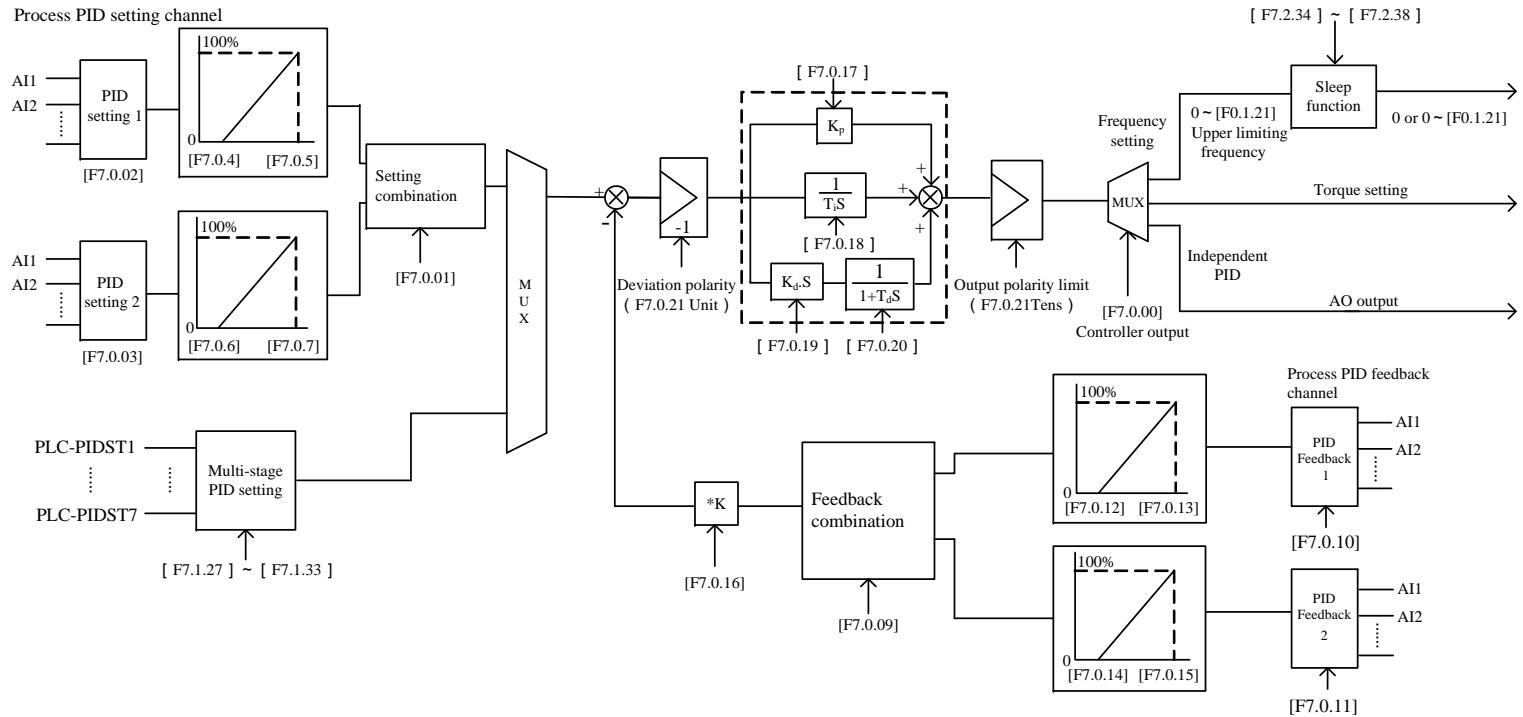 Process PID setting channel
AI1
AI2
PID
setting 1
[F7.0.02]
100%
0
[F7.0.4]
[F7.0.5]
AI1
AI2
PID
setting 2
[F7.0.03]
100%
0
[F7.0.6]
[F7.0.7]
Setting
combination
[F7.0.01]
PLC-PIDST1
PLC-PIDST7
Multi-stage
PID setting
[ F7.1.27 ] ~ [ F7.1.33 ]
M
U
X
+
-
-1
Deviation polarity
( F7.0.21 Unit )
[ F7.0.17 ]
Kp
1
TiS
[ F7.0.18 ]
Kd.S
1
1+TdS
[ F7.0.19 ]
[ F7.0.20 ]
+
+
+
Output polarity limit
( F7.0.21Tens )
Frequency
setting
MUX
[F7.0.00]
Controller output
0 ~ [F0.1.21]
Upper limiting
frequency
[ F7.2.34 ] ~ [ F7.2.38 ]
Sleep
function
0 or 0 ~ [F0.1.21]
Torque setting
Independent
PID
AO output
*K
[F7.0.16]
Feedback
combination
[F7.0.09]
100%
0
[F7.0.12]
[F7.0.13]
Process PID feedback
channel
PID
Feedback
1
AI1
AI2
[F7.0.10]
100%
0
[F7.0.14]
[F7.0.15]
PID
Feedback
2
AI1
AI2
[F7.0.11]